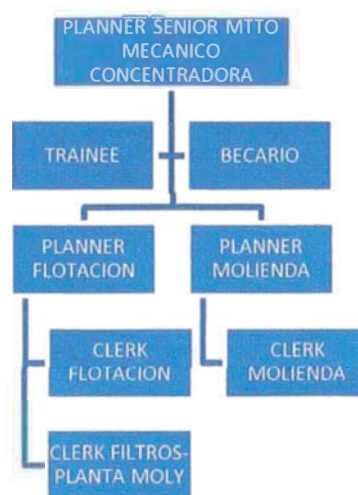 PLANNER SENIOR MTTO
MECANICO
CONCENTRADORA
TRAINEE
BECARIO
PLANNER
FLOTACION
PLANNER
MOLIENDA
CLERK
FLOTACION
CLERK
MOLIENDA
CLERK FILTROS-
PLANTA MOLY